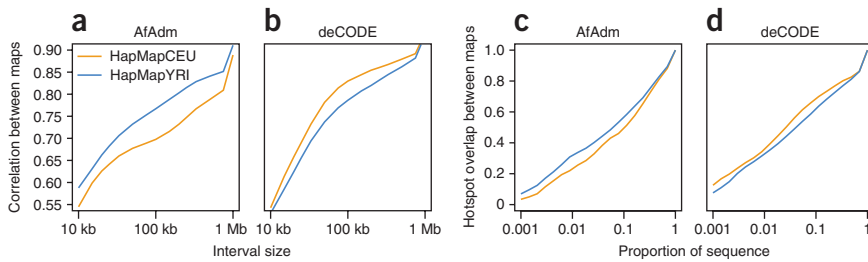 a AfAdm
b deCODE
c AfAdm
d deCODE
Correlation between maps
0.90
0.85
0.80
0.75
0.70
0.65
0.60
0.55
HapMapCEU
HapMapYRI
10 kb 100 kb 1 Mb
10 kb 100 kb 1 Mb
Interval size
Hotspot overlap between maps
1.0
0.8
0.6
0.4
0.2
0
0.001 0.01 0.1 1
0.001 0.01 0.1 1
Proportion of sequence